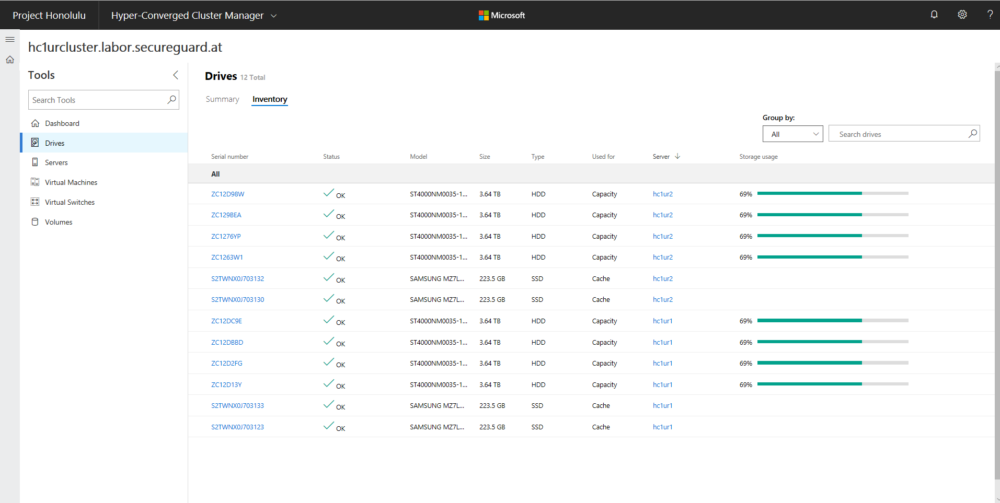 Project Honolulu Hyper-Converged Cluster Manager Microsoft ?
hc1urcluster.labor.secureguard.at
Tools
Search Tools
Dashboard
Drives
Servers
Virtual Machines
Virtual Switches
Volumes
Drives 12 Total
Summary Inventory
Group by:
All Search drives
Serial number Status Model Size Type Used for Server Storage usage
All
ZC12D98W OK ST4000NM0035-1... 3.64 TB HDD Capacity hc1ur2 69%
ZC129BEA OK ST4000NM0035-1... 3.64 TB HDD Capacity hc1ur2 69%
ZC1276YP OK ST4000NM0035-1... 3.64 TB HDD Capacity hc1ur2 69%
ZC1263W1 OK ST4000NM0035-1... 3.64 TB HDD Capacity hc1ur2 69%
S2TWNX0J703132 OK SAMSUNG MZ7L... 223.5 GB SSD Cache hc1ur2
S2TWNX0J703130 OK SAMSUNG MZ7L... 223.5 GB SSD Cache hc1ur2
ZC12DC9E OK ST4000NM0035-1... 3.64 TB HDD Capacity hc1ur1 69%
ZC12DBBD OK ST4000NM0035-1... 3.64 TB HDD Capacity hc1ur1 69%
ZC12D2FG OK ST4000NM0035-1... 3.64 TB HDD Capacity hc1ur1 69%
ZC12D13Y OK ST4000NM0035-1... 3.64 TB HDD Capacity hc1ur1 69%
S2TWNX0J703133 OK SAMSUNG MZ7L... 223.5 GB SSD Cache hc1ur1
S2TWNX0J703123 OK SAMSUNG MZ7L... 223.5 GB SSD Cache hc1ur1